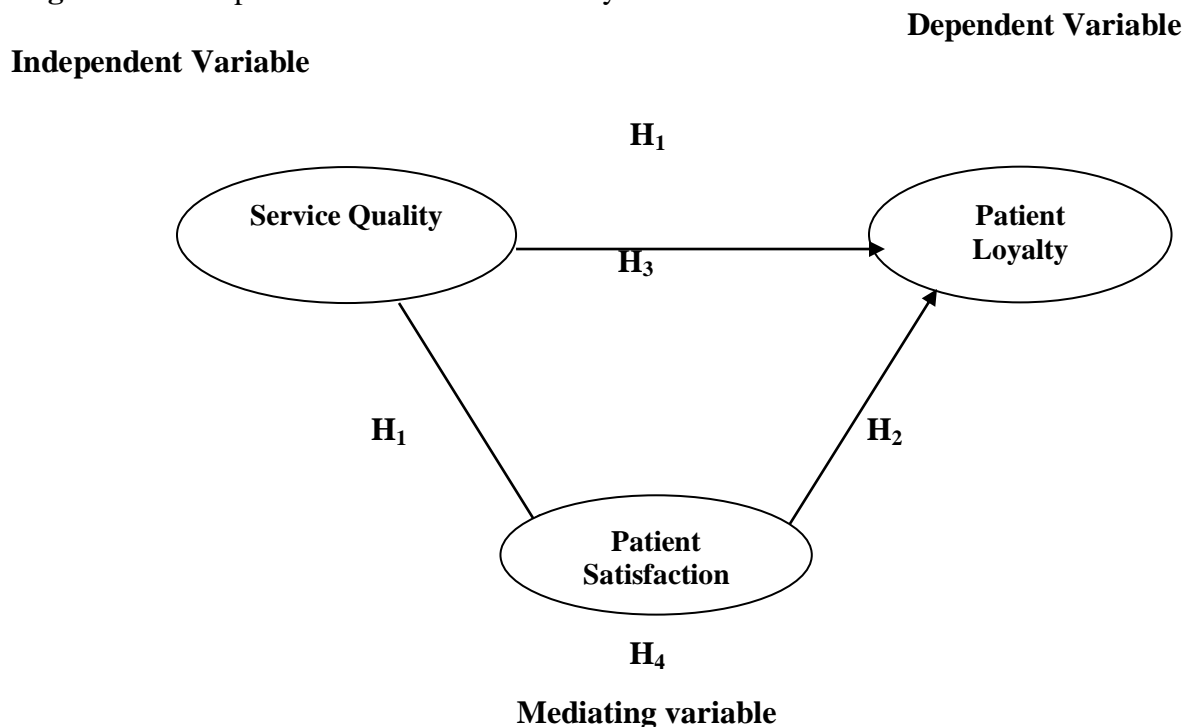 Dependent Variable
Independent Variable
H₁
Service Quality
Patient
Loyalty
H₃
H₁
H₂
Patient
Satisfaction
H₄
Mediating variable